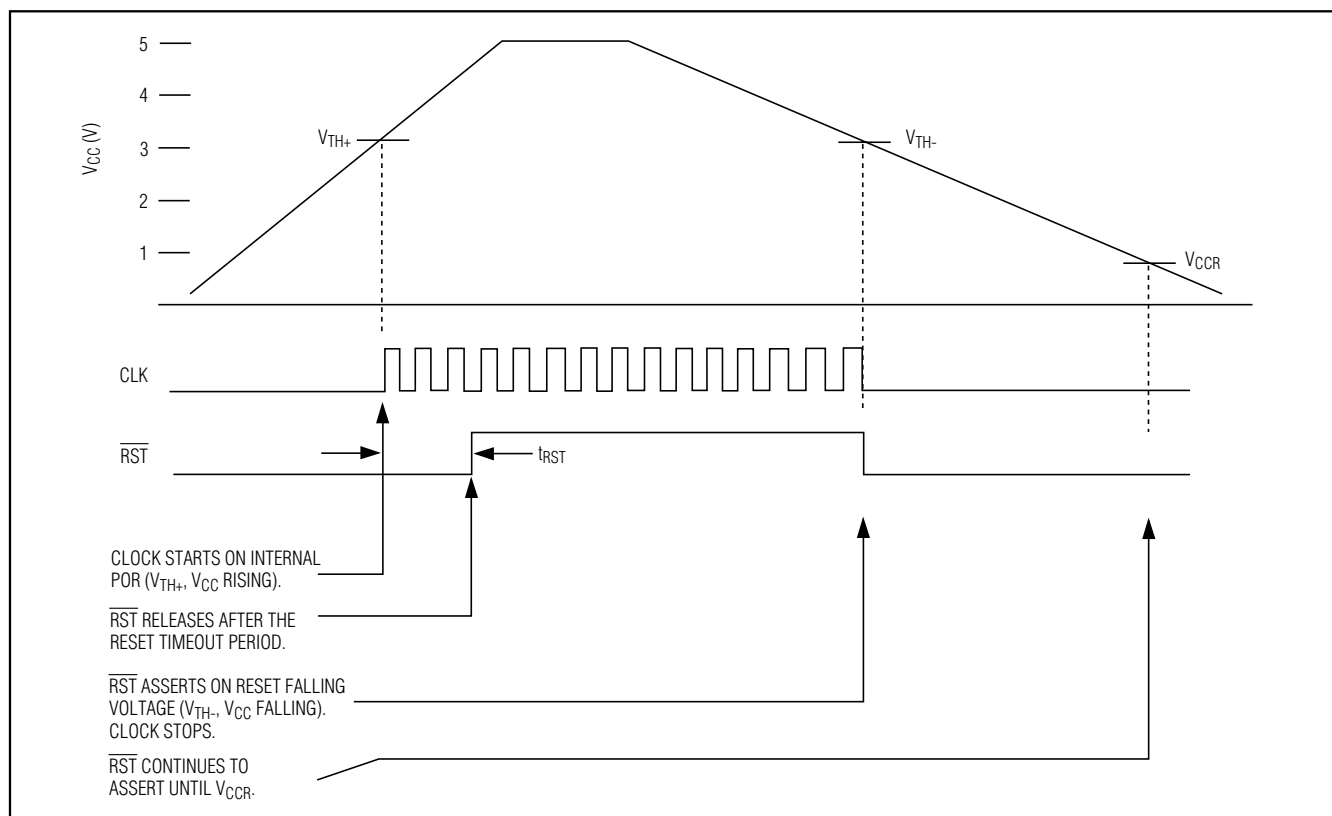 5
4
3
2
1
VCC (V)
VTH+
VTH-
VCCR
CLK
RST
tRST
CLOCK STARTS ON INTERNAL
POR (VTH+, VCC RISING).
RST RELEASES AFTER THE
RESET TIMEOUT PERIOD.
RST ASSERTS ON RESET FALLING
VOLTAGE (VTH-, VCC FALLING).
CLOCK STOPS.
RST CONTINUES TO
ASSERT UNTIL VCCR.